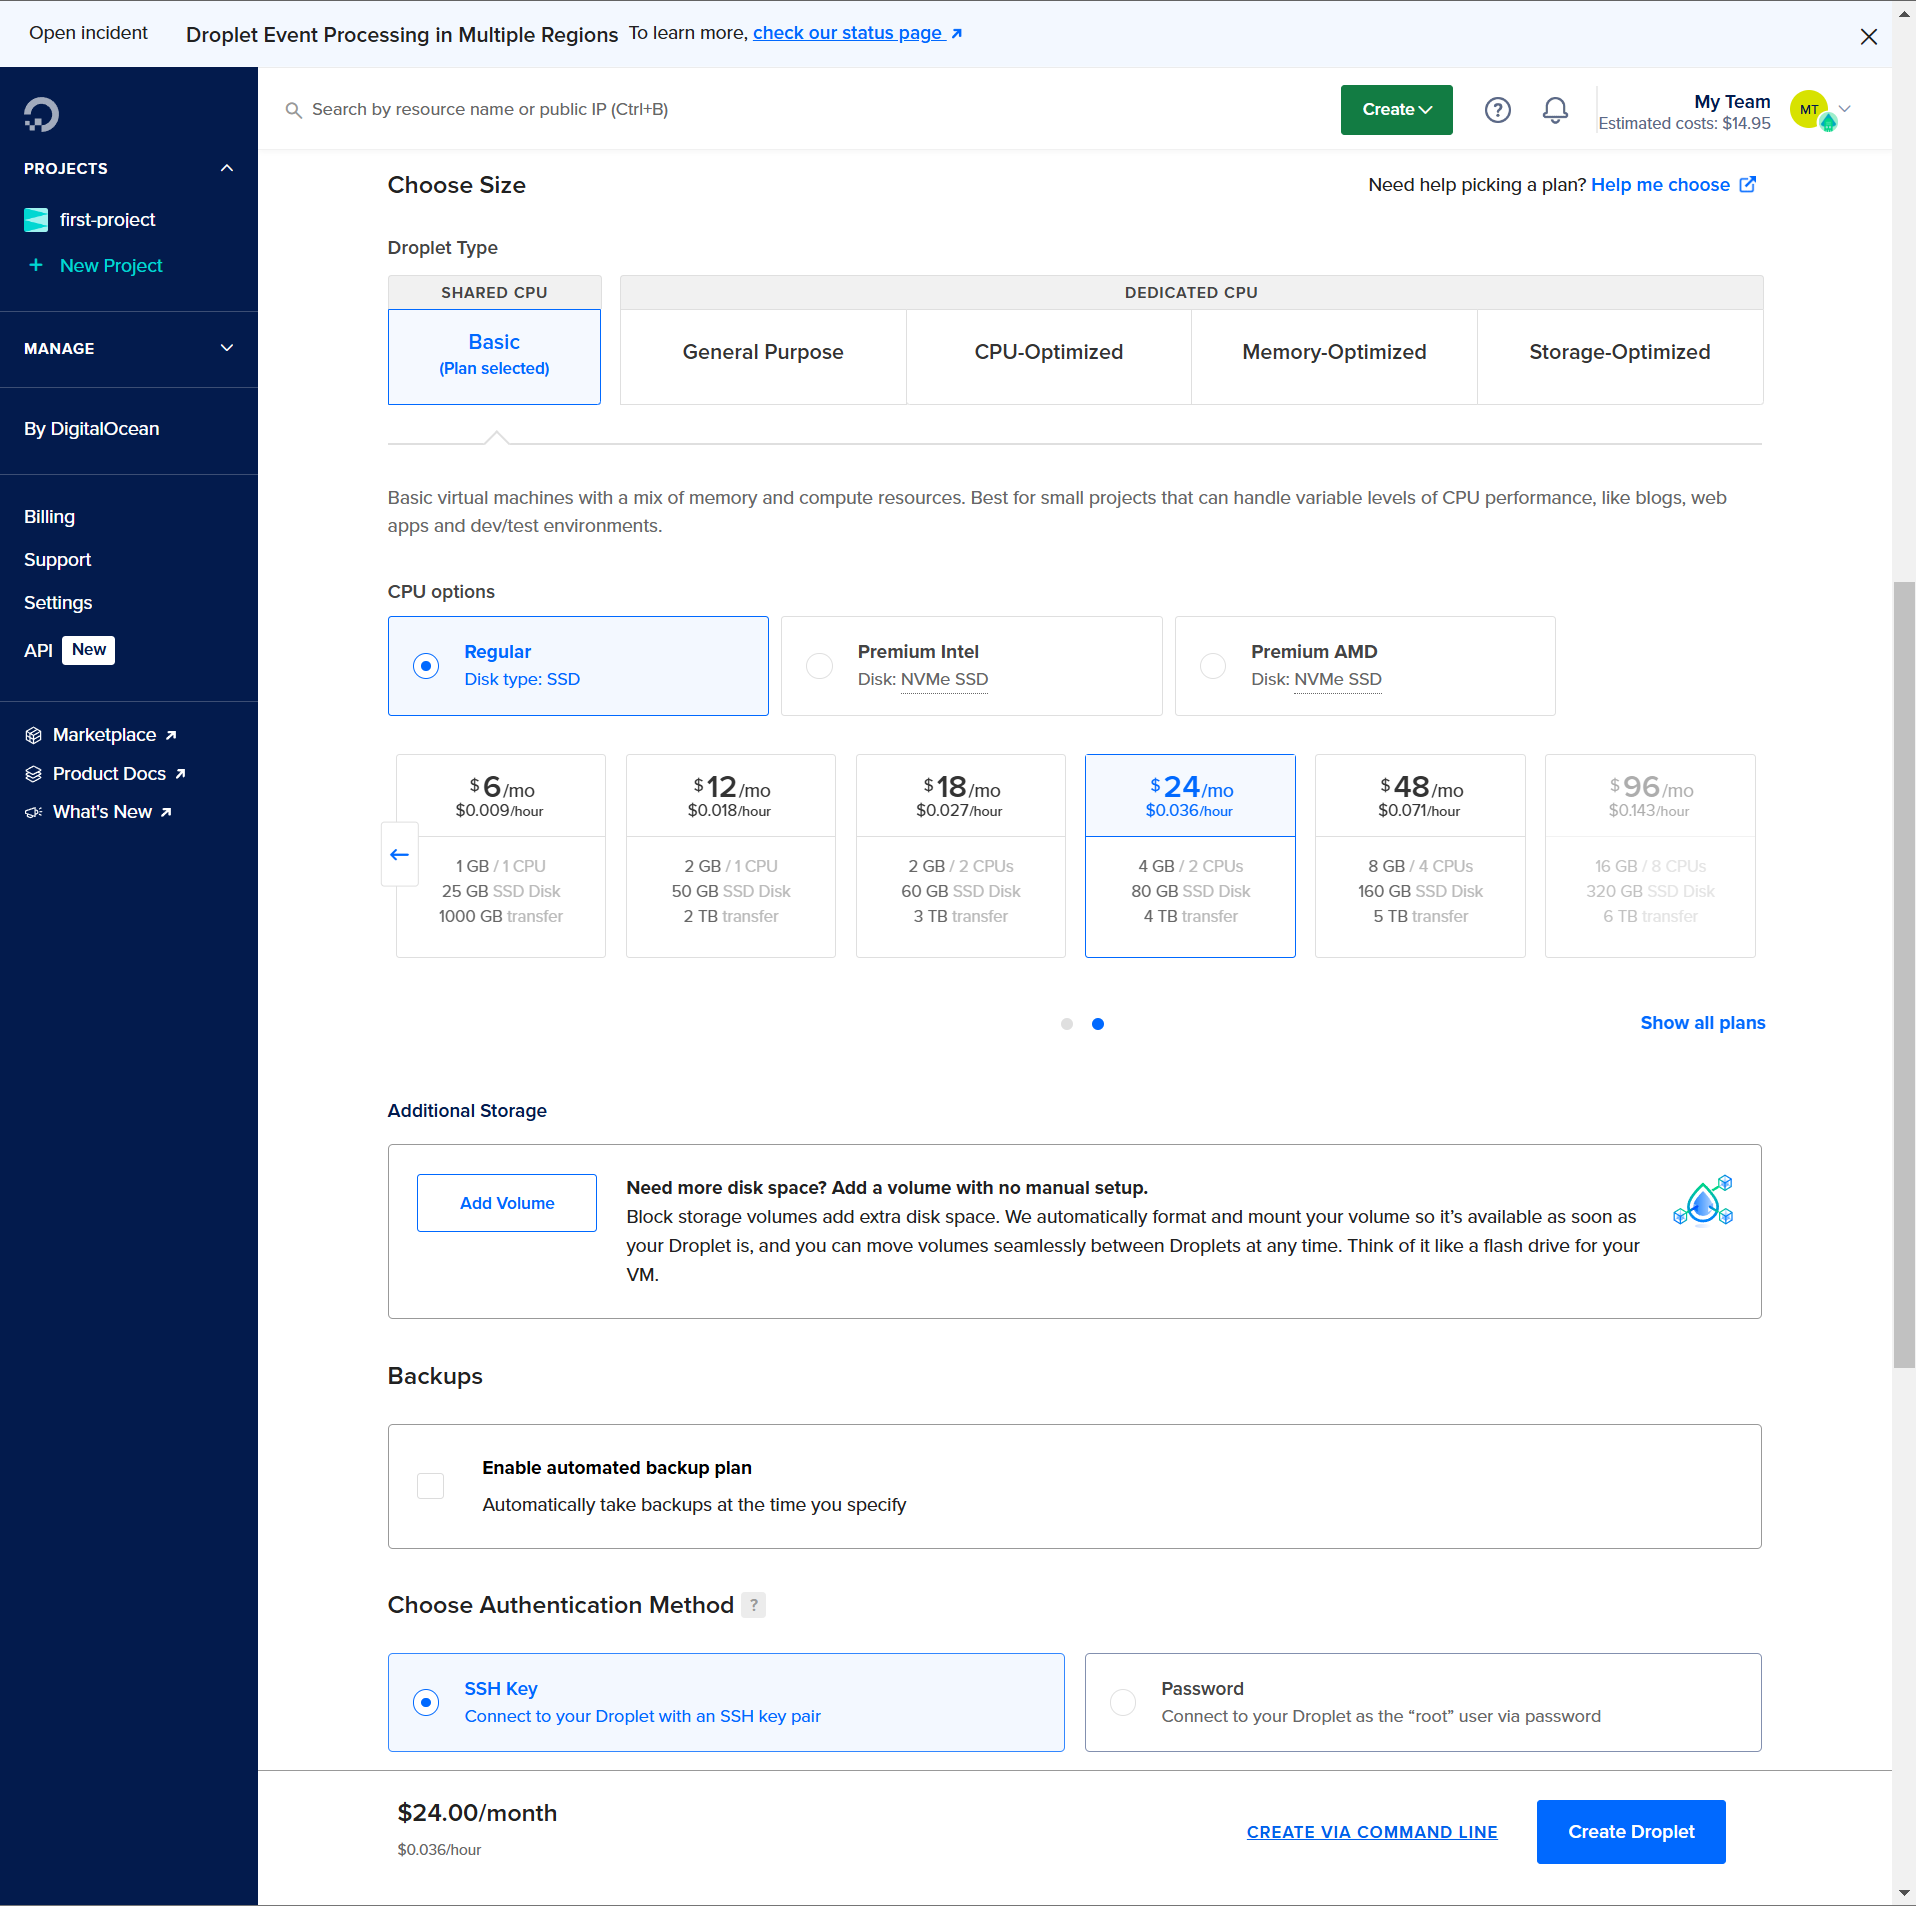 Open incident Droplet Event Processing in Multiple Regions To learn more, check our status page
Search by resource name or public IP (Ctrl+B)
Create
My Team
Estimated costs: $14.95
MT
PROJECTS
first-project
+ New Project
MANAGE
By DigitalOcean
Billing
Support
Settings
API New
Marketplace
Product Docs
What's New
Choose Size
Need help picking a plan? Help me choose
Droplet Type
SHARED CPU
DEDICATED CPU
Basic
(Plan selected)
General Purpose
CPU-Optimized
Memory-Optimized
Storage-Optimized
Basic virtual machines with a mix of memory and compute resources. Best for small projects that can handle variable levels of CPU performance, like blogs, web
apps and dev/test environments.
CPU options
Regular
Disk type: SSD
Premium Intel
Disk: NVMe SSD
Premium AMD
Disk: NVMe SSD
$6/mo
$0.009/hour
1 GB / 1 CPU
25 GB SSD Disk
1000 GB transfer
$12/mo
$0.018/hour
2 GB / 1 CPU
50 GB SSD Disk
2 TB transfer
$18/mo
$0.027/hour
2 GB / 2 CPUs
60 GB SSD Disk
3 TB transfer
$24/mo
$0.036/hour
4 GB / 2 CPUs
80 GB SSD Disk
4 TB transfer
$48/mo
$0.071/hour
8 GB / 4 CPUs
160 GB SSD Disk
5 TB transfer
$96/mo
$0.143/hour
16 GB / 8 CPUs
320 GB SSD Disk
6 TB transfer
Show all plans
Additional Storage
Add Volume
Need more disk space? Add a volume with no manual setup.
Block storage volumes add extra disk space. We automatically format and mount your volume so it’s available as soon as
your Droplet is, and you can move volumes seamlessly between Droplets at any time. Think of it like a flash drive for your
VM.
Backups
Enable automated backup plan
Automatically take backups at the time you specify
Choose Authentication Method ?
SSH Key
Connect to your Droplet with an SSH key pair
Password
Connect to your Droplet as the “root” user via password
$24.00/month
$0.036/hour
CREATE VIA COMMAND LINE
Create Droplet